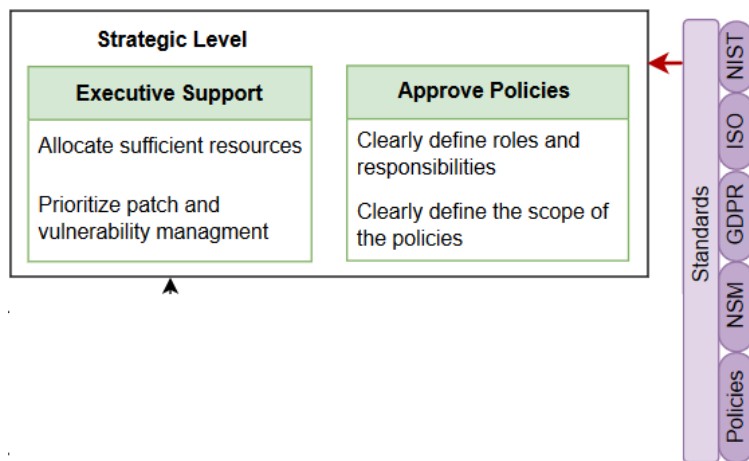 Strategic Level
Executive Support
Allocate sufficient resources
Prioritize patch and
vulnerability managment
Approve Policies
Clearly define roles and
responsibilities
Clearly define the scope of
the policies
Standards
NIST
ISO
GDPR
NSM
Policies